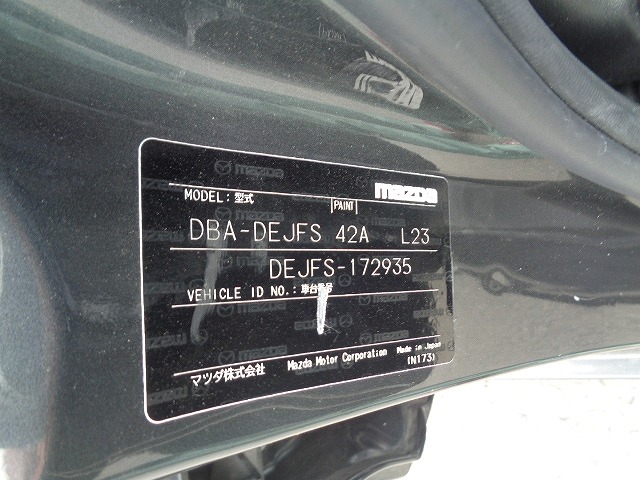 mazda
MODEL: 型式
PAINT
DBA-DEJFS 42A L23
DEJFS-172935
VEHICLE ID NO.: 車台番号
マツダ株式会社 Mazda Motor Corporation Made in Japan
(N173)